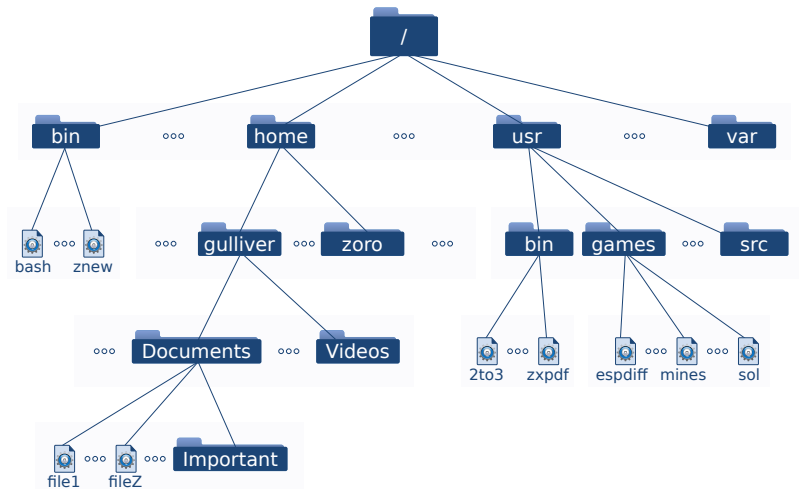 /
bin
home
usr
var
gulliver
zoro
bin
games
src
bash
znew
Documents
Videos
2to3
zxpdf
espdiff
mines
sol
file1
fileZ
Important